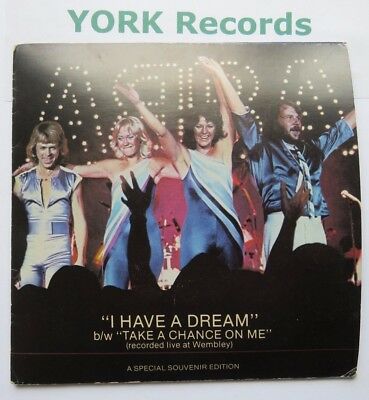 YORK Records
ABBA
"I HAVE A DREAM"
b/w "TAKE A CHANCE ON ME"
(recorded live at Wembley)
A SPECIAL SOUVENIR EDITION